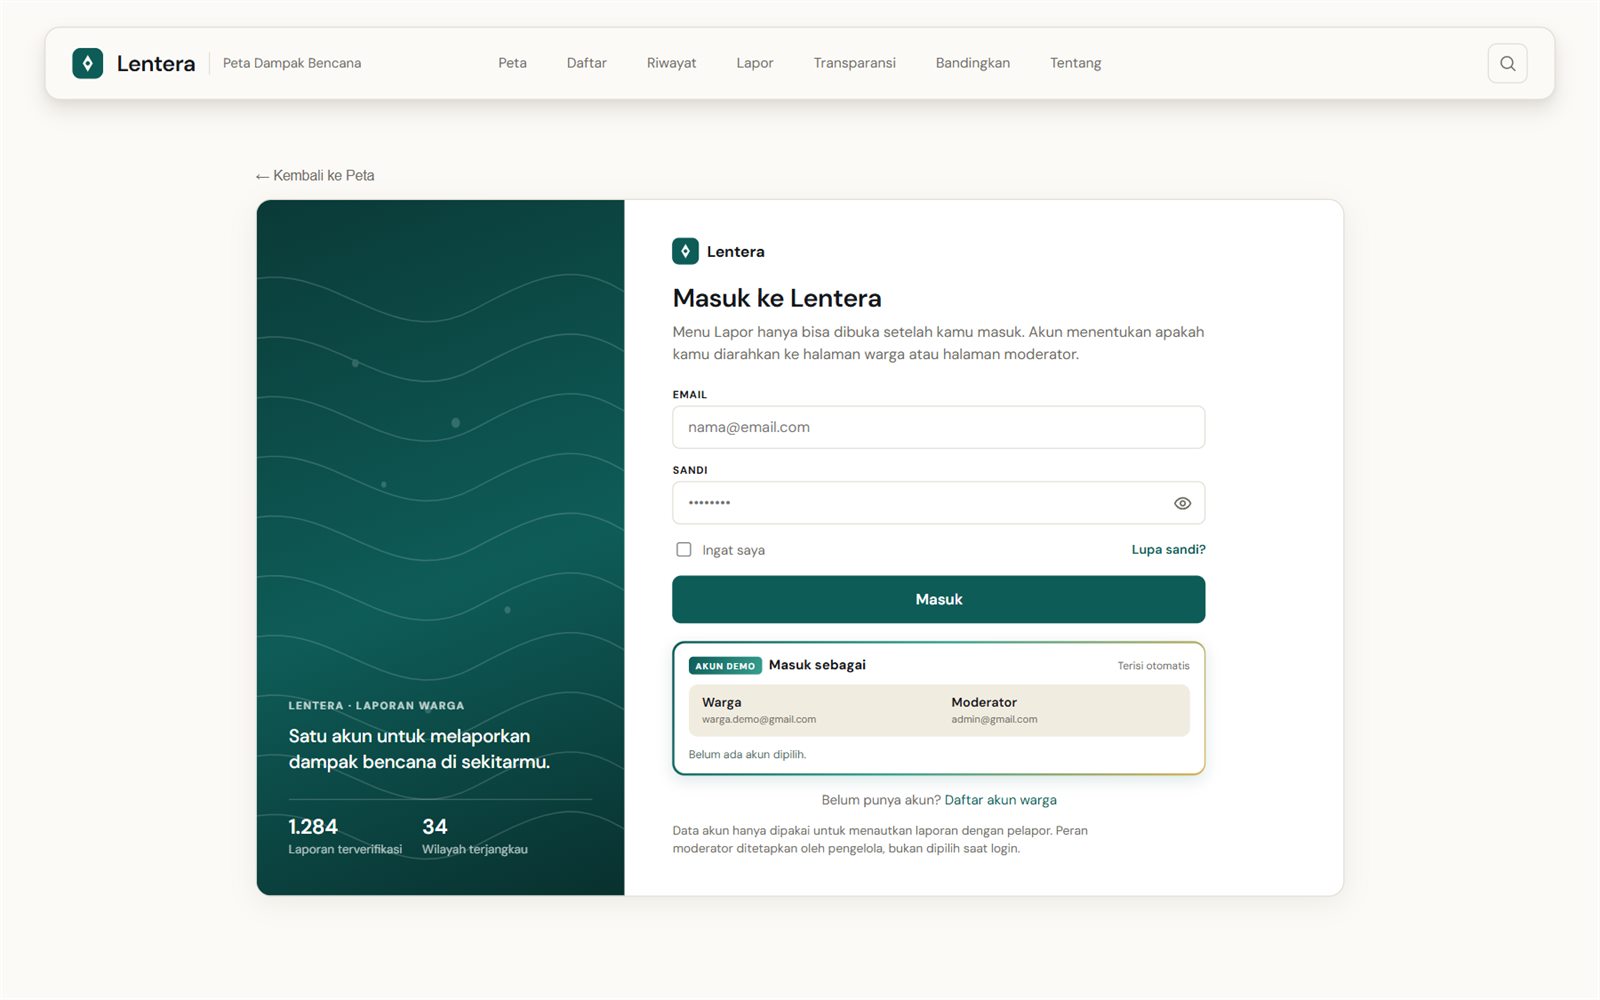 Lentera
Peta Dampak Bencana
Peta
Daftar
Riwayat
Lapor
Transparansi
Bandingkan
Tentang
← Kembali ke Peta
LENTERA · LAPORAN WARGA
Satu akun untuk melaporkan
dampak bencana di sekitarmu.
1.284
Laporan terverifikasi
34
Wilayah terjangkau
Lentera
Masuk ke Lentera
Menu Lapor hanya bisa dibuka setelah kamu masuk. Akun menentukan apakah
kamu diarahkan ke halaman warga atau halaman moderator.
EMAIL
nama@email.com
SANDI
••••••••
Ingat saya
Lupa sandi?
Masuk
AKUN DEMO
Masuk sebagai
Terisi otomatis
Warga
warga.demo@gmail.com
Moderator
admin@gmail.com
Belum ada akun dipilih.
Belum punya akun? Daftar akun warga
Data akun hanya dipakai untuk menautkan laporan dengan pelapor. Peran
moderator ditetapkan oleh pengelola, bukan dipilih saat login.